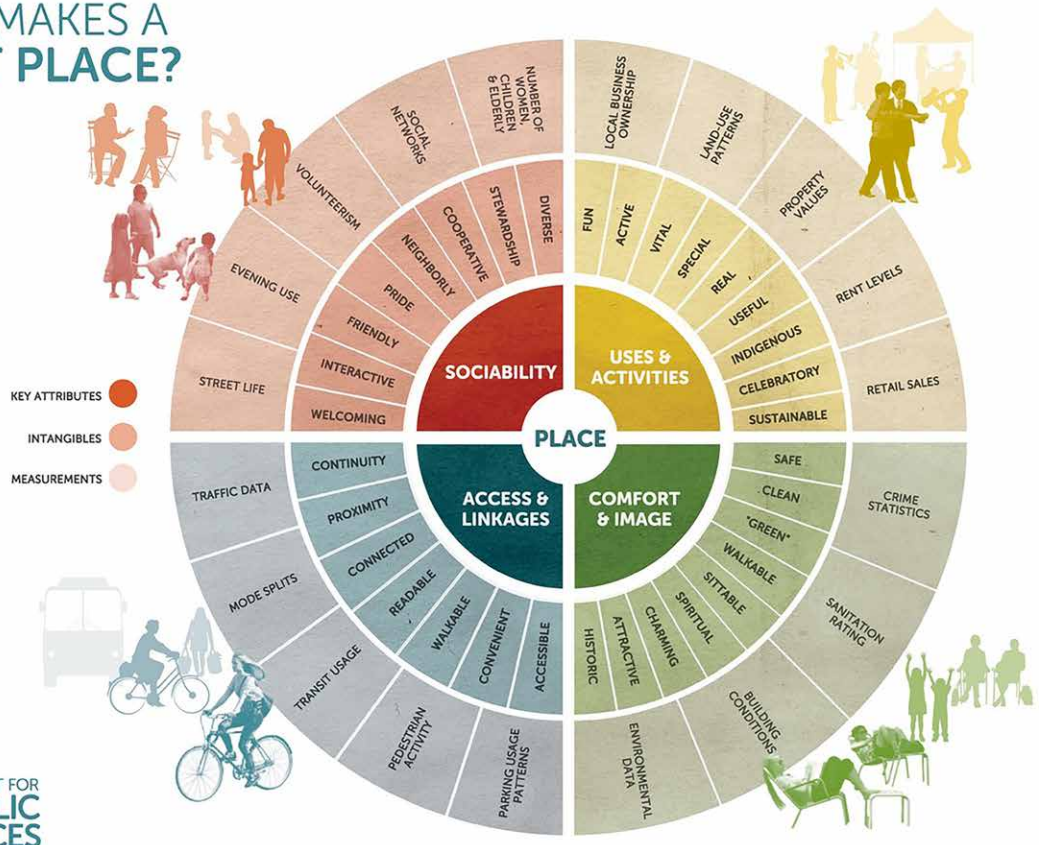 MAKES A
PLACE?
KEY ATTRIBUTES
INTANGIBLES
MEASUREMENTS
PLACE
SOCIABILITY
WELCOMING
INTERACTIVE
FRIENDLY
PRIDE
NEIGHBORLY
COOPERATIVE
STEWARDSHIP
DIVERSE
STREET LIFE
EVENING USE
VOLUNTEERISM
SOCIAL
NETWORKS
NUMBER OF
WOMEN,
CHILDREN
& ELDERLY
USES &
ACTIVITIES
FUN
ACTIVE
VITAL
SPECIAL
REAL
USEFUL
INDIGENOUS
CELEBRATORY
SUSTAINABLE
LOCAL BUSINESS
OWNERSHIP
LAND-USE
PATTERNS
PROPERTY
VALUES
RENT LEVELS
RETAIL SALES
ACCESS &
LINKAGES
CONTINUITY
PROXIMITY
CONNECTED
READABLE
WALKABLE
CONVENIENT
ACCESSIBLE
TRAFFIC DATA
MODE SPLITS
TRANSIT USAGE
PEDESTRIAN
ACTIVITY
PARKING USAGE
PATTERNS
COMFORT
& IMAGE
SAFE
CLEAN
"GREEN"
WALKABLE
SITTABLE
SPIRITUAL
CHARMING
ATTRACTIVE
HISTORIC
CRIME
STATISTICS
SANITATION
RATING
BUILDING
CONDITIONS
ENVIRONMENTAL
DATA
T FOR
LIC
CES